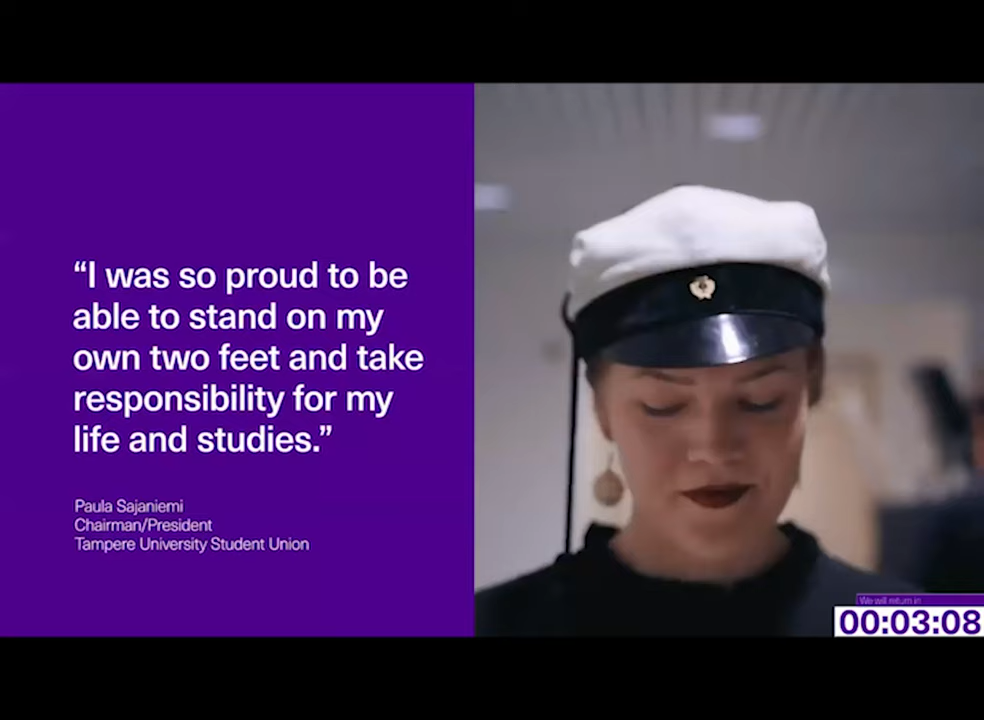 “I was so proud to be
able to stand on my
own two feet and take
responsibility for my
life and studies.”
Paula Sajaniemi
Chairman/President
Tampere University Student Union
We will return in
00:03:08